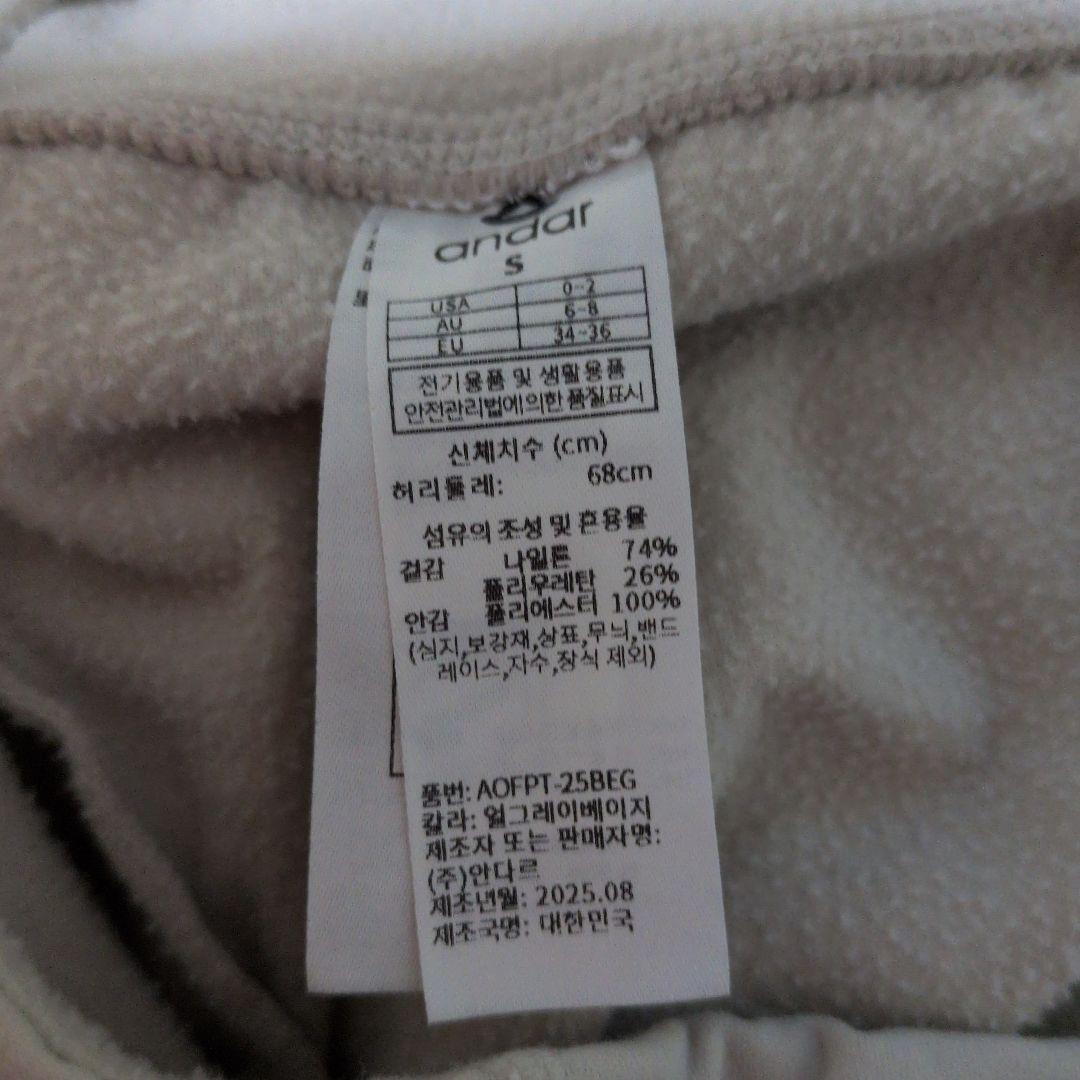 andar
S
USA 0-2
AU 6-8
EU 34-36
전기용품 및 생활용품
안전관리법에의한 품질표시
신체치수 (cm)
허리둘레: 68cm
섬유의 조성 및 혼용율
겉감 나일론 74%
폴리우레탄 26%
안감 폴리에스터 100%
(심지,보강재,상표,무늬,밴드
레이스,자수,장식 제외)
품번: AOFPT-25BEG
칼라: 얼그레이베이지
제조자 또는 판매자명:
(주)안다르
제조년월: 2025.08
제조국명: 대한민국